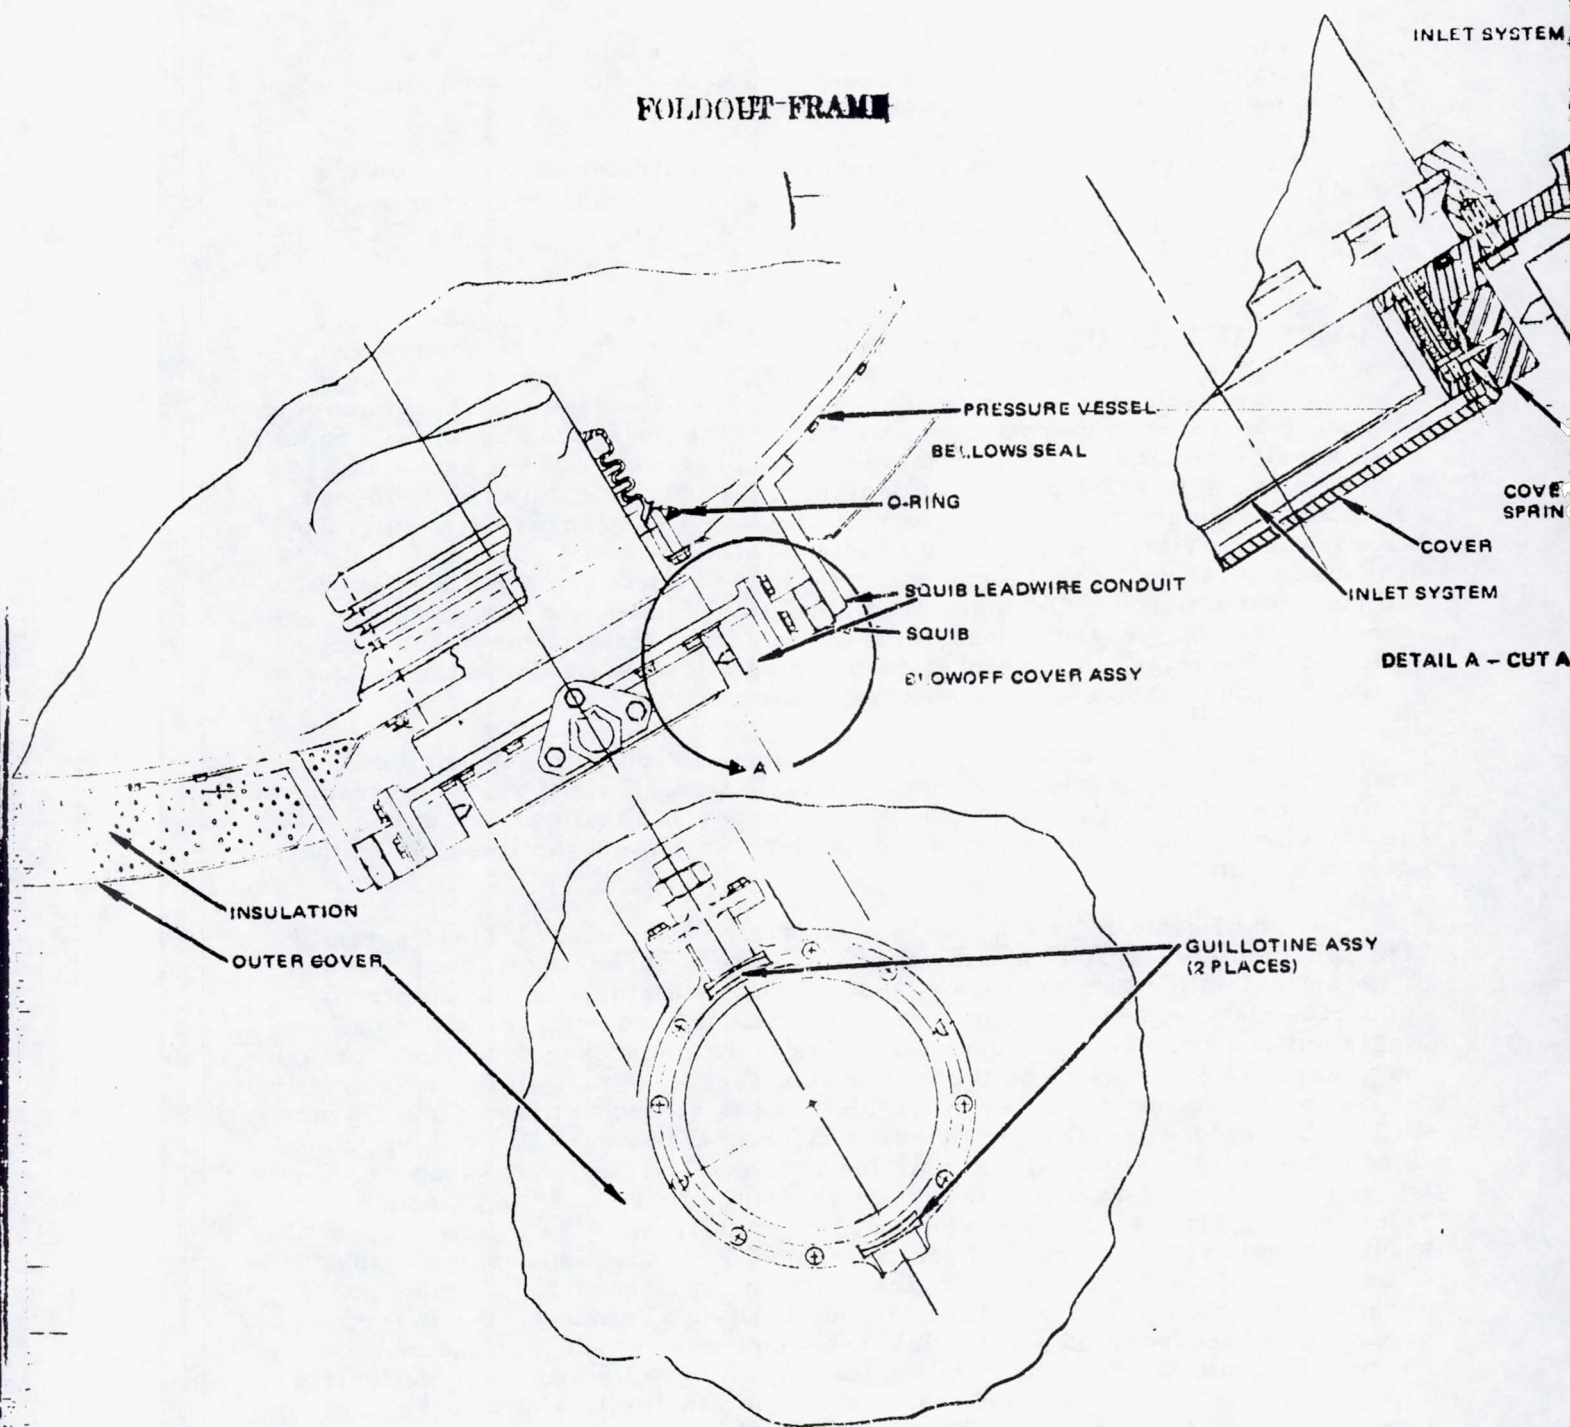 INLET SYSTEM
FOLDOUT FRAME
PRESSURE VESSEL
BELLOWS SEAL
O-RING
SQUIB LEADWIRE CONDUIT
SQUIB
BLOWOFF COVER ASSY
A
COVER
INLET SYSTEM
DETAIL A – CUT A
INSULATION
OUTER COVER
GUILLOTINE ASSY
(2 PLACES)